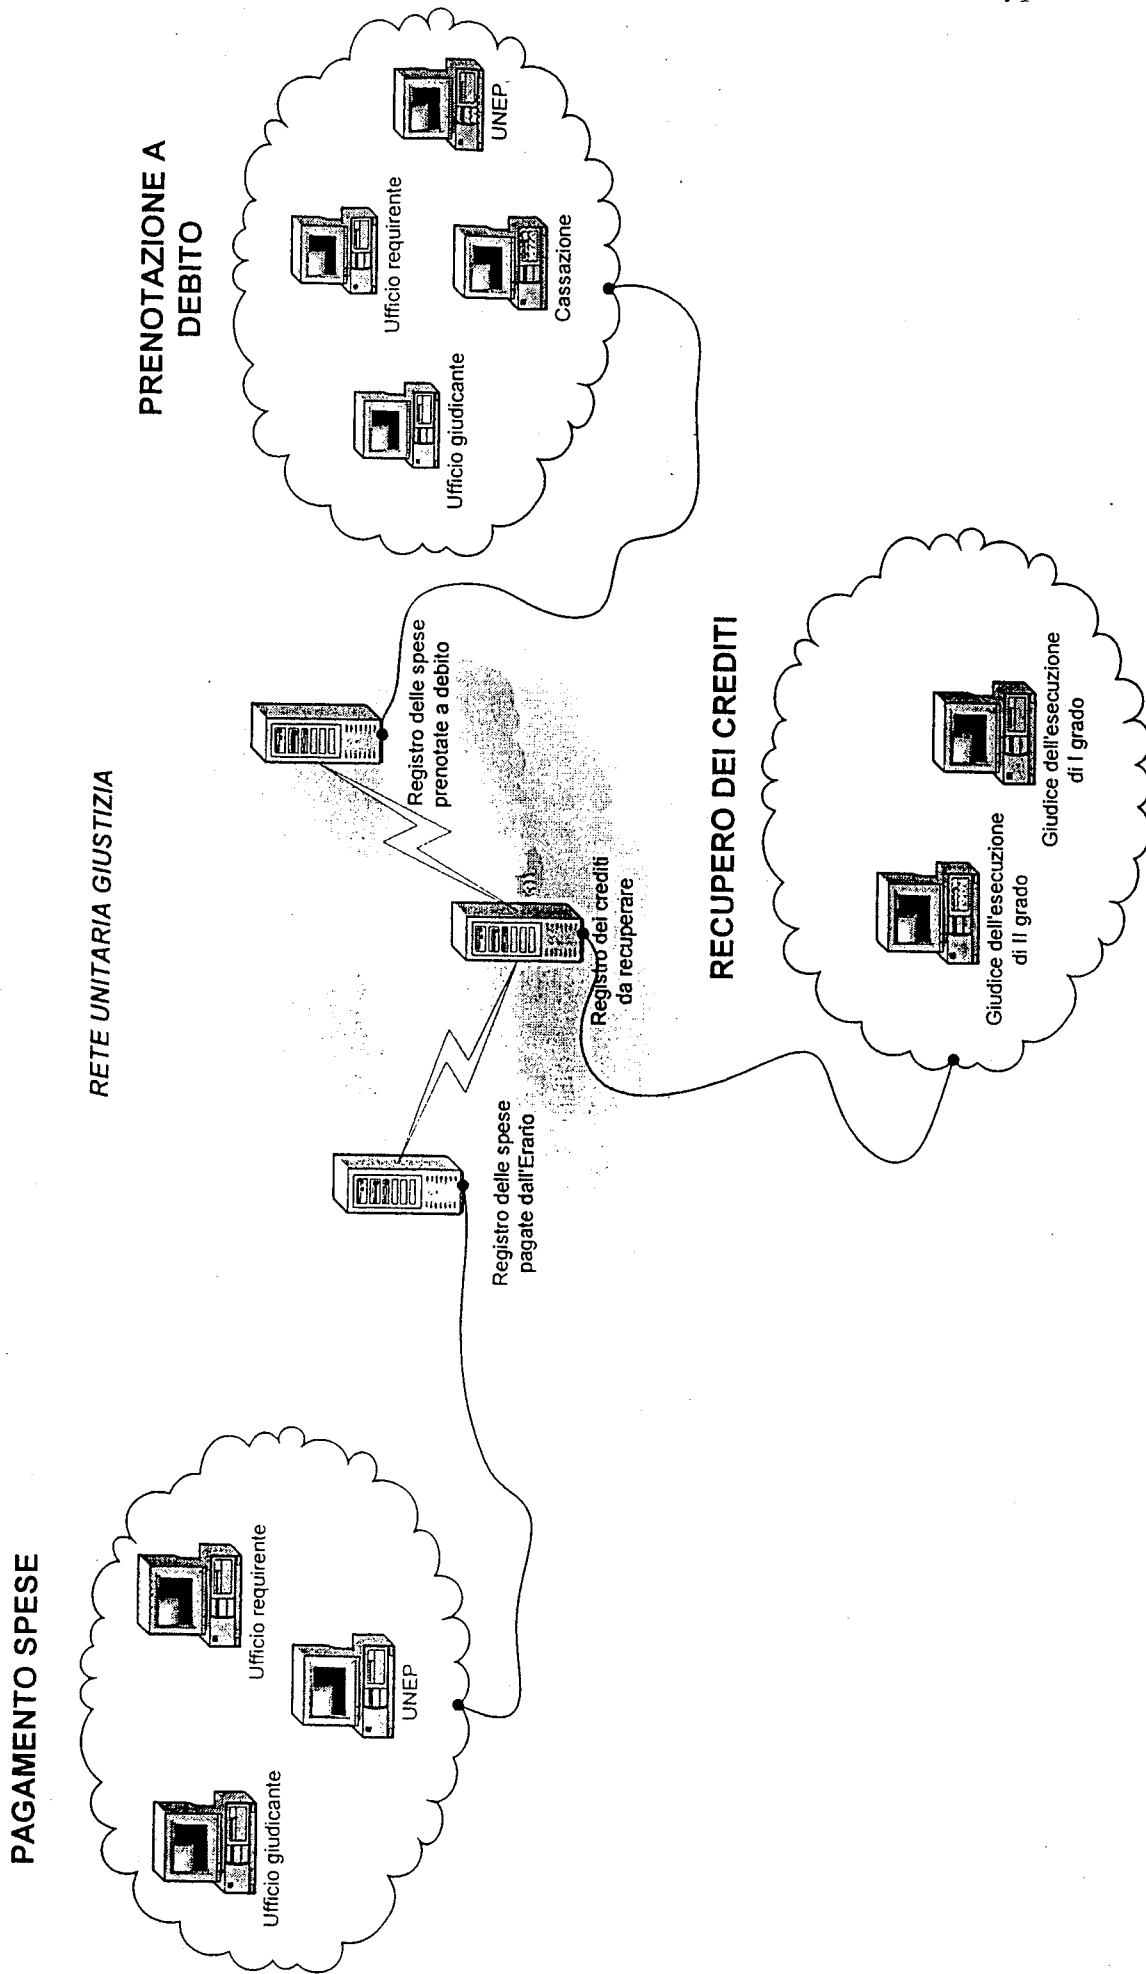 RETE UNITARIA GIUSTIZIA
PAGAMENTO SPESE
Ufficio giudicante
Ufficio requirente
UNEP
PRENOTAZIONE A
DEBITO
Ufficio giudicante
Ufficio requirente
Cassazione
UNEP
Registro delle spese
pagate dall'Erario
Registro dei crediti
da recuperare
Registro delle spese
prenotate a debito
RECUPERO DEI CREDITI
Giudice dell'esecuzione
di II grado
Giudice dell'esecuzione
di I grado